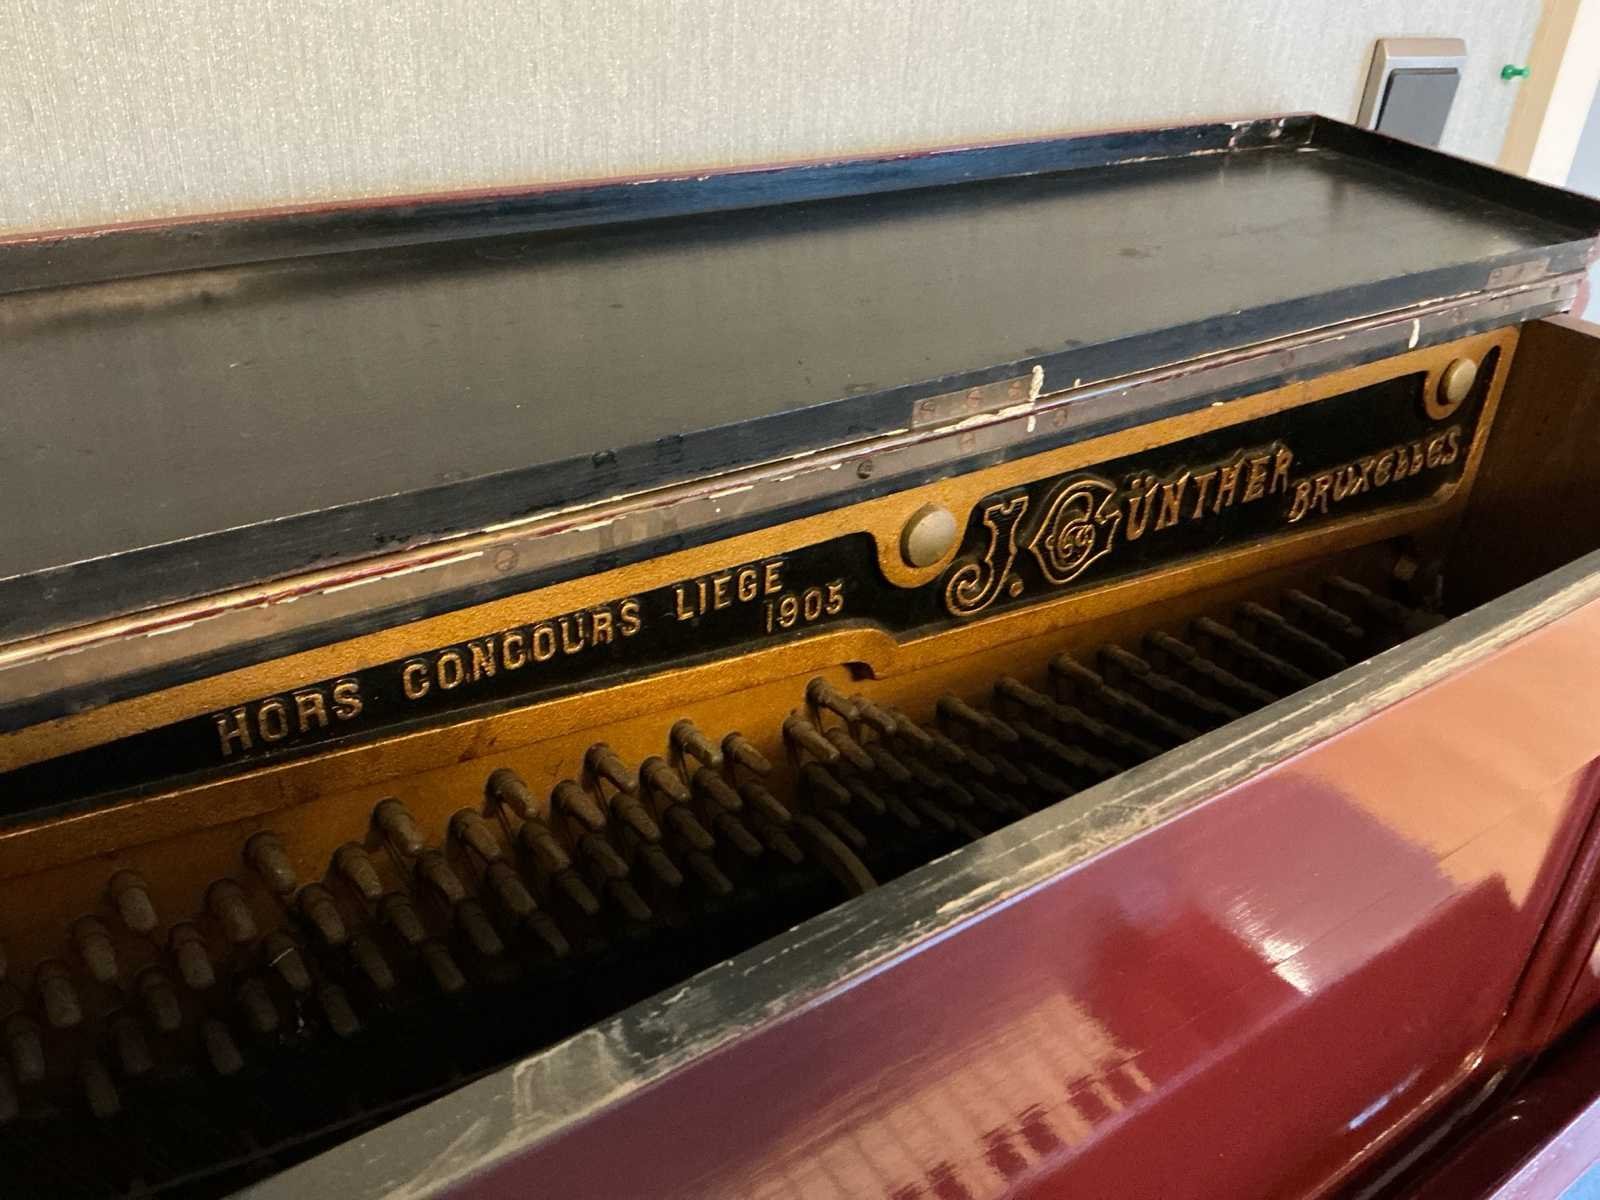 HORS CONCOURS LIEGE
1905
J. GÜNTHER
BRUXELLES